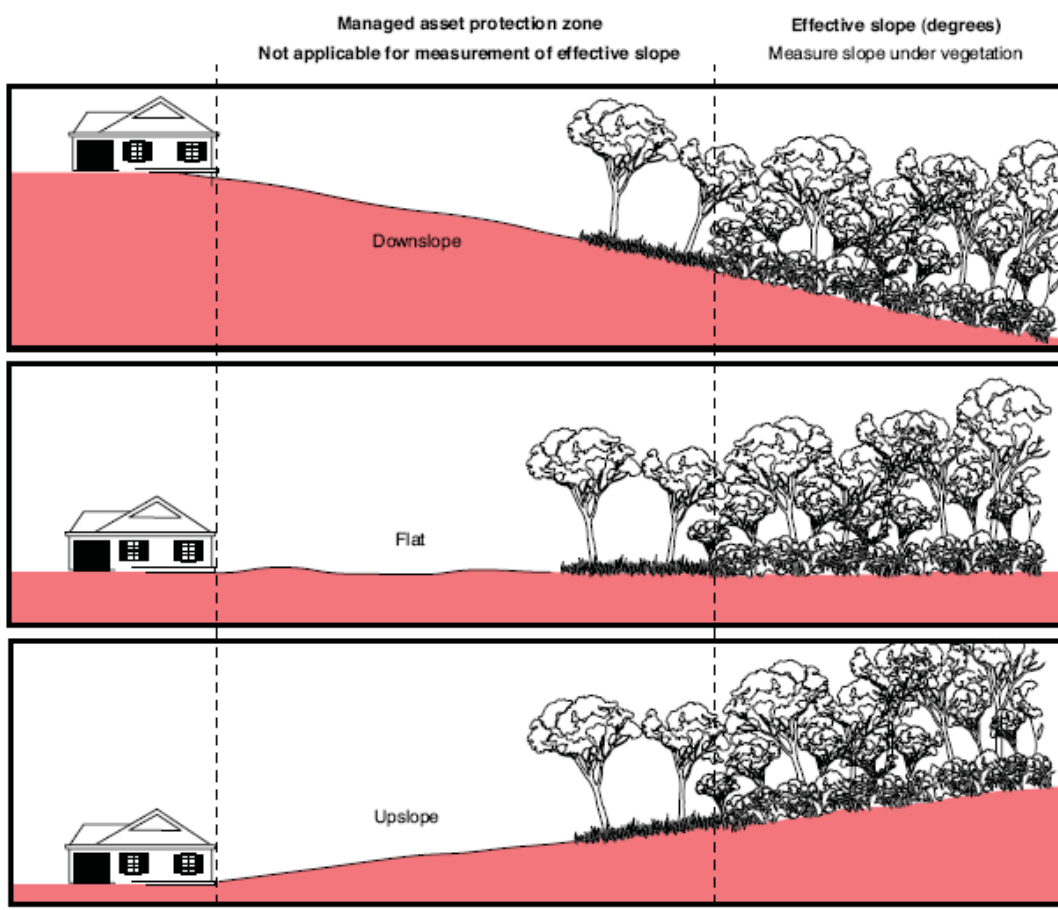 Managed asset protection zone
Not applicable for measurement of effective slope
Effective slope (degrees)
Measure slope under vegetation
Downslope
Flat
Upslope